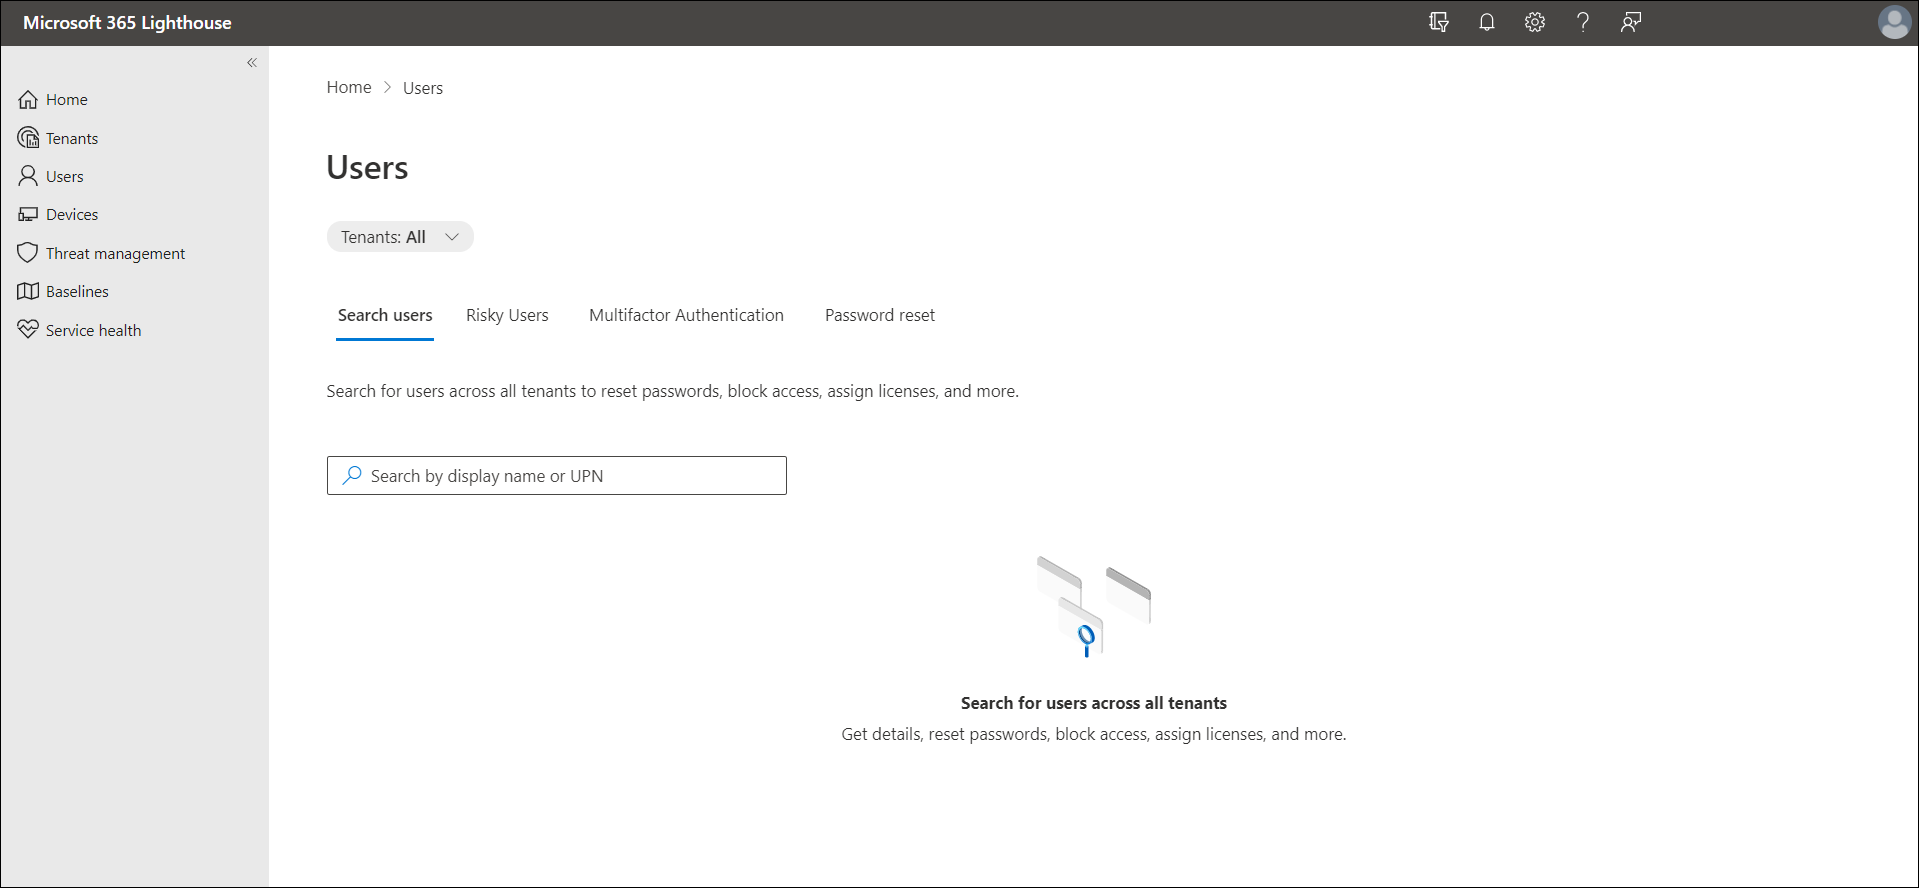 Microsoft 365 Lighthouse
Home
Tenants
Users
Devices
Threat management
Baselines
Service health
Home > Users
Users
Tenants: All
Search users Risky Users Multifactor Authentication Password reset
Search for users across all tenants to reset passwords, block access, assign licenses, and more.
Search by display name or UPN
Search for users across all tenants
Get details, reset passwords, block access, assign licenses, and more.